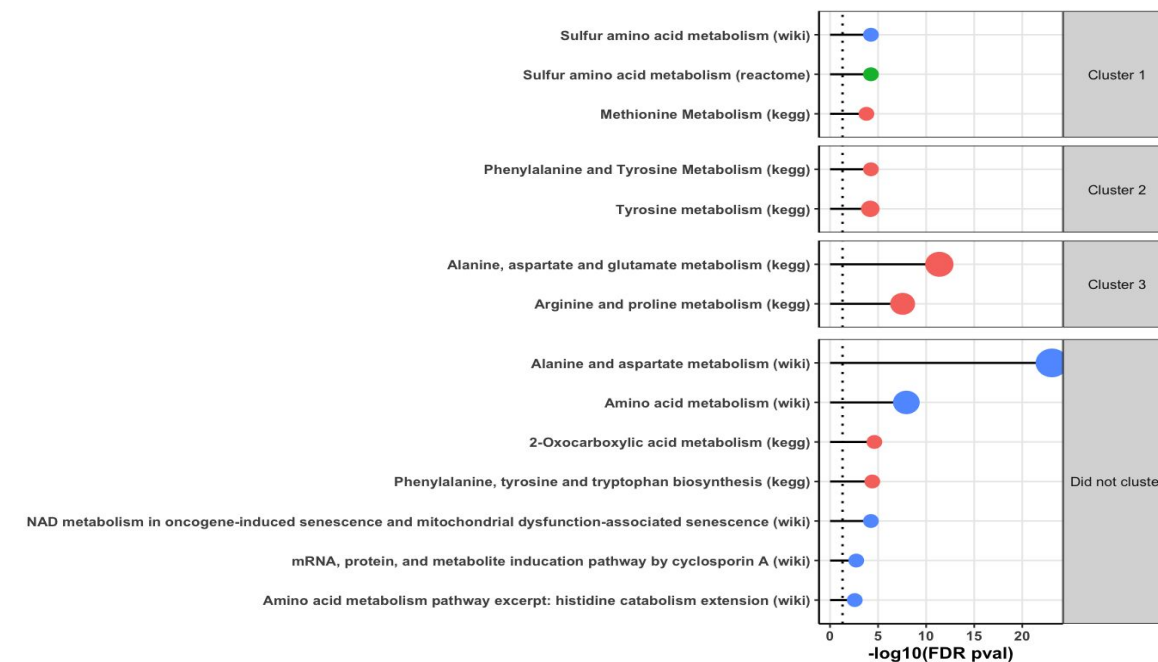 Sulfur amino acid metabolism (wiki)
Sulfur amino acid metabolism (reactome)
Methionine Metabolism (kegg)
Cluster 1
Phenylalanine and Tyrosine Metabolism (kegg)
Tyrosine metabolism (kegg)
Cluster 2
Alanine, aspartate and glutamate metabolism (kegg)
Arginine and proline metabolism (kegg)
Cluster 3
Alanine and aspartate metabolism (wiki)
Amino acid metabolism (wiki)
2-Oxocarboxylic acid metabolism (kegg)
Phenylalanine, tyrosine and tryptophan biosynthesis (kegg)
NAD metabolism in oncogene-induced senescence and mitochondrial dysfunction-associated senescence (wiki)
mRNA, protein, and metabolite inducation pathway by cyclosporin A (wiki)
Amino acid metabolism pathway excerpt: histidine catabolism extension (wiki)
Did not cluste
0 5 10 15 20
-log10(FDR pval)